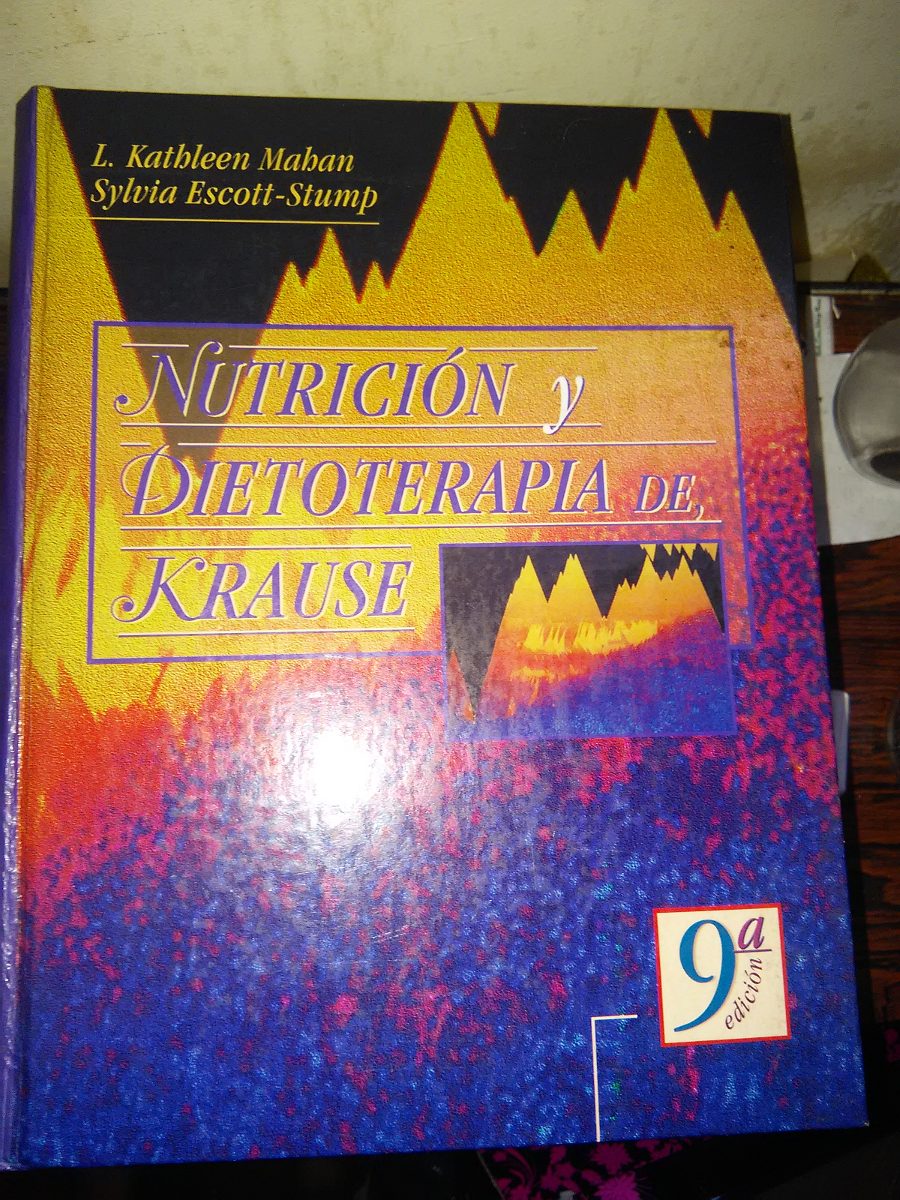 L. Kathleen Mahan
Sylvia Escott-Stump
NUTRICIÓN y
DIETOTERAPIA DE,
KRAUSE
9ª
edición